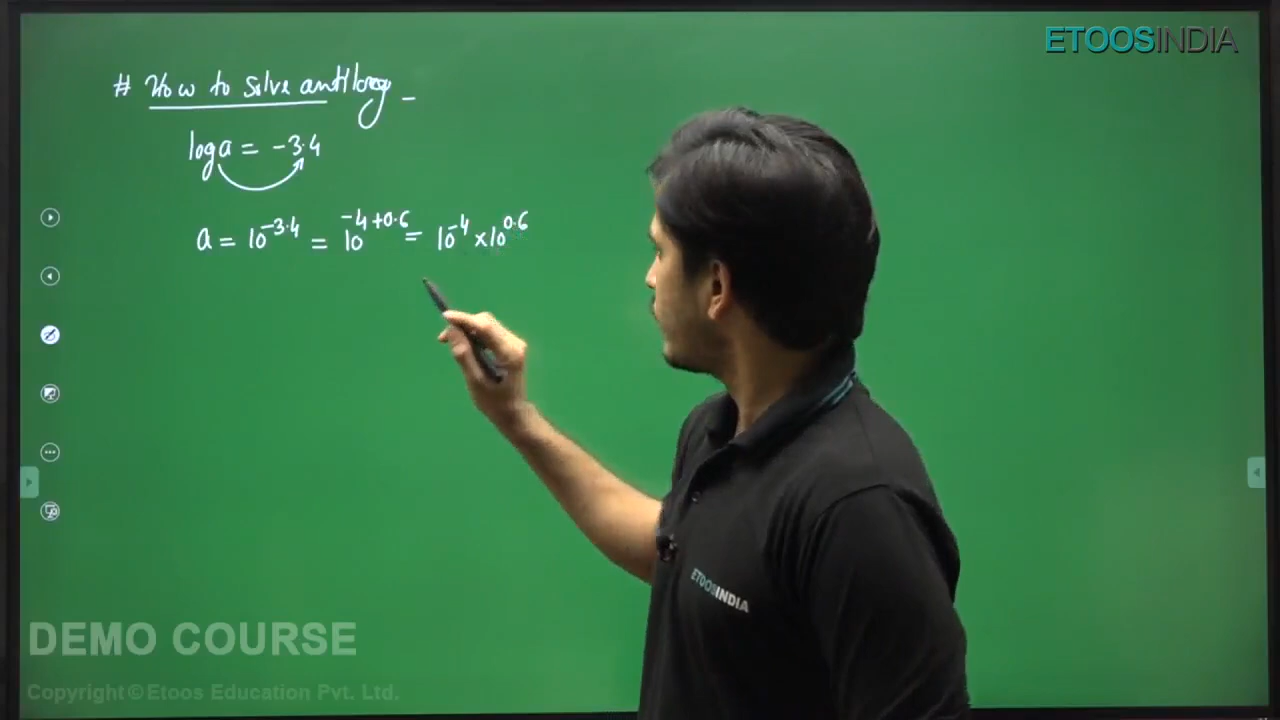 ETOOSINDIA
# How to solve antilog –
log a = -3.4
a = 10^-3.4 = 10^-4+0.6 = 10^-4 × 10^0.6
ETOOSINDIA
DEMO COURSE
Copyright © Etoos Education Pvt. Ltd.